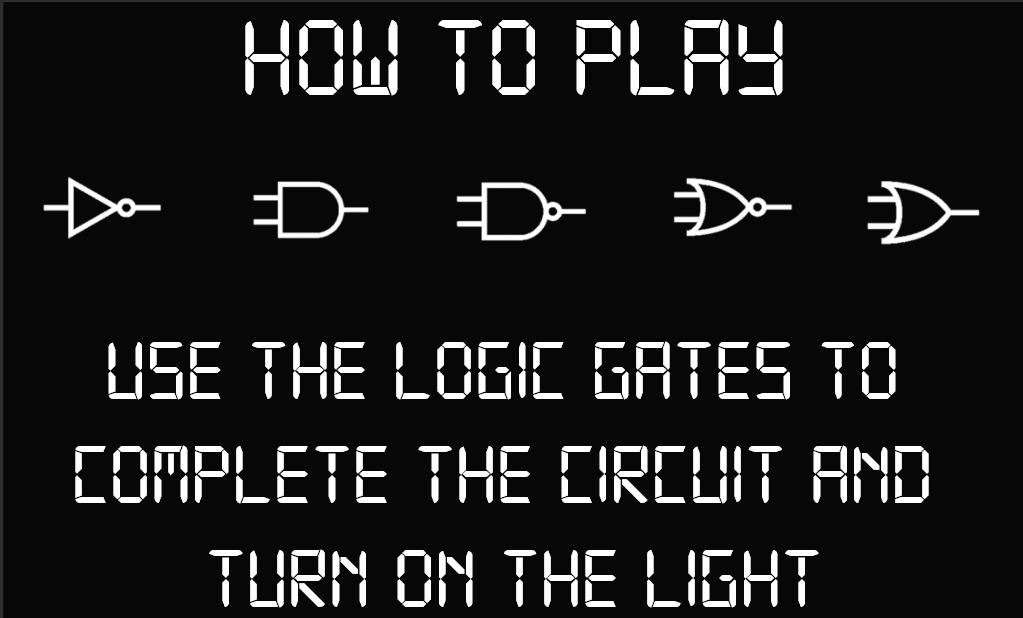 HOW TO PLAY
USE THE LOGIC GATES TO
COMPLETE THE CIRCUIT AND
TURN ON THE LIGHT